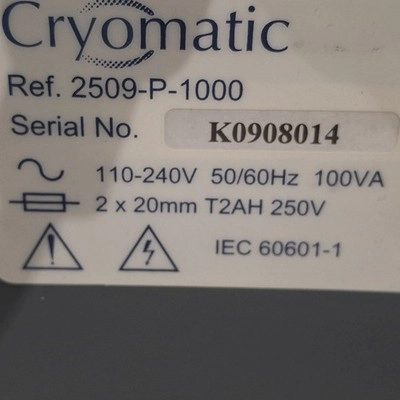 Cryomatic
Ref. 2509-P-1000
Serial No. K0908014
110-240V 50/60Hz 100VA
2 x 20mm T2AH 250V
IEC 60601-1